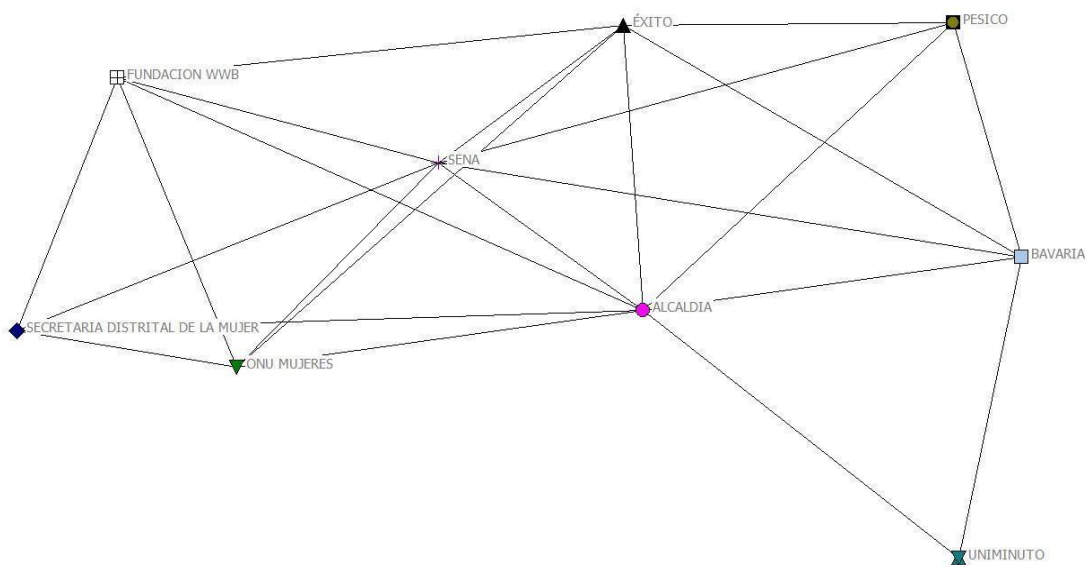 ÉXITO
PESICO
FUNDACION WWB
SENA
BAVARIA
ALCALDIA
SECRETARIA DISTRITAL DE LA MUJER
ONU MUJERES
UNIMINUTO